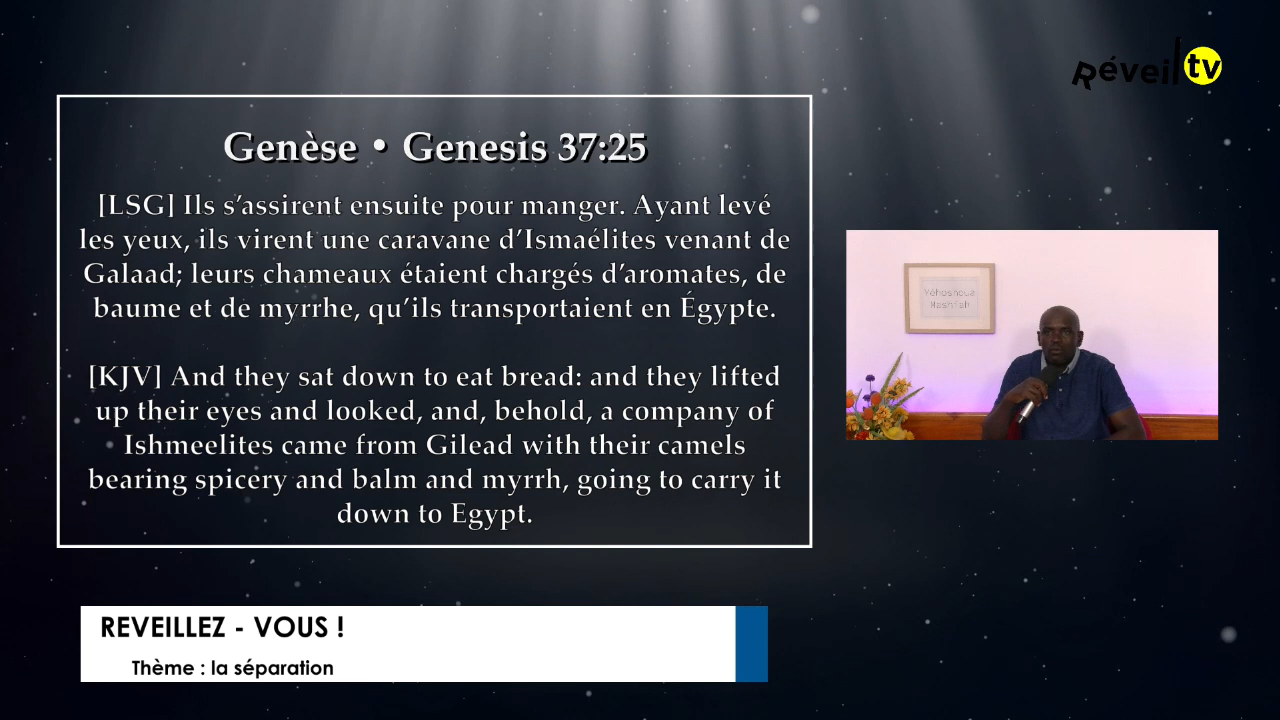 Réveil tv
Genèse • Genesis 37:25
[LSG] Ils s’assirent ensuite pour manger. Ayant levé
les yeux, ils virent une caravane d’Ismaélites venant de
Galaad; leurs chameaux étaient chargés d’aromates, de
baume et de myrrhe, qu’ils transportaient en Égypte.
[KJV] And they sat down to eat bread: and they lifted
up their eyes and looked, and, behold, a company of
Ishmeelites came from Gilead with their camels
bearing spicery and balm and myrrh, going to carry it
down to Egypt.
Yéhoshoua
Mashiah
REVEILLEZ - VOUS !
Thème : la séparation